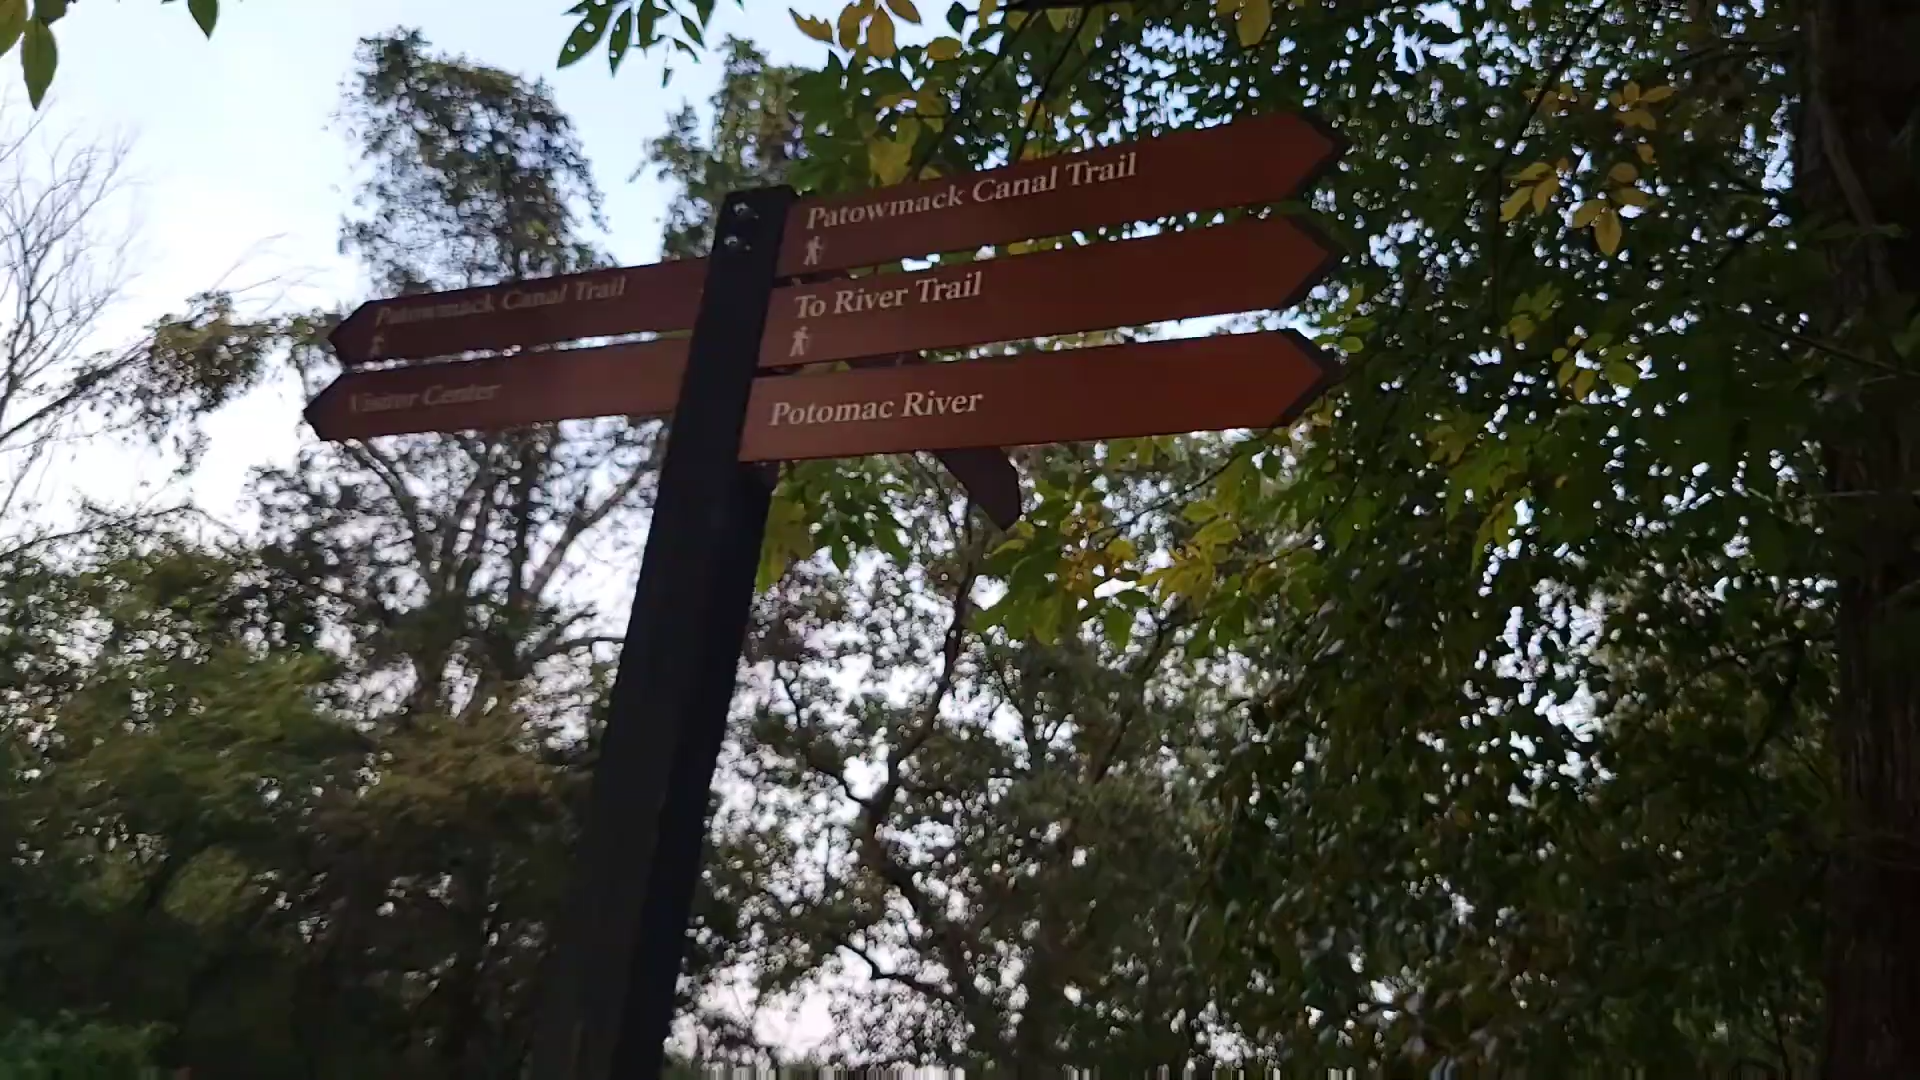 Patowmack Canal Trail
To River Trail
Potomac River
Patowmack Canal Trail
Visitor Center